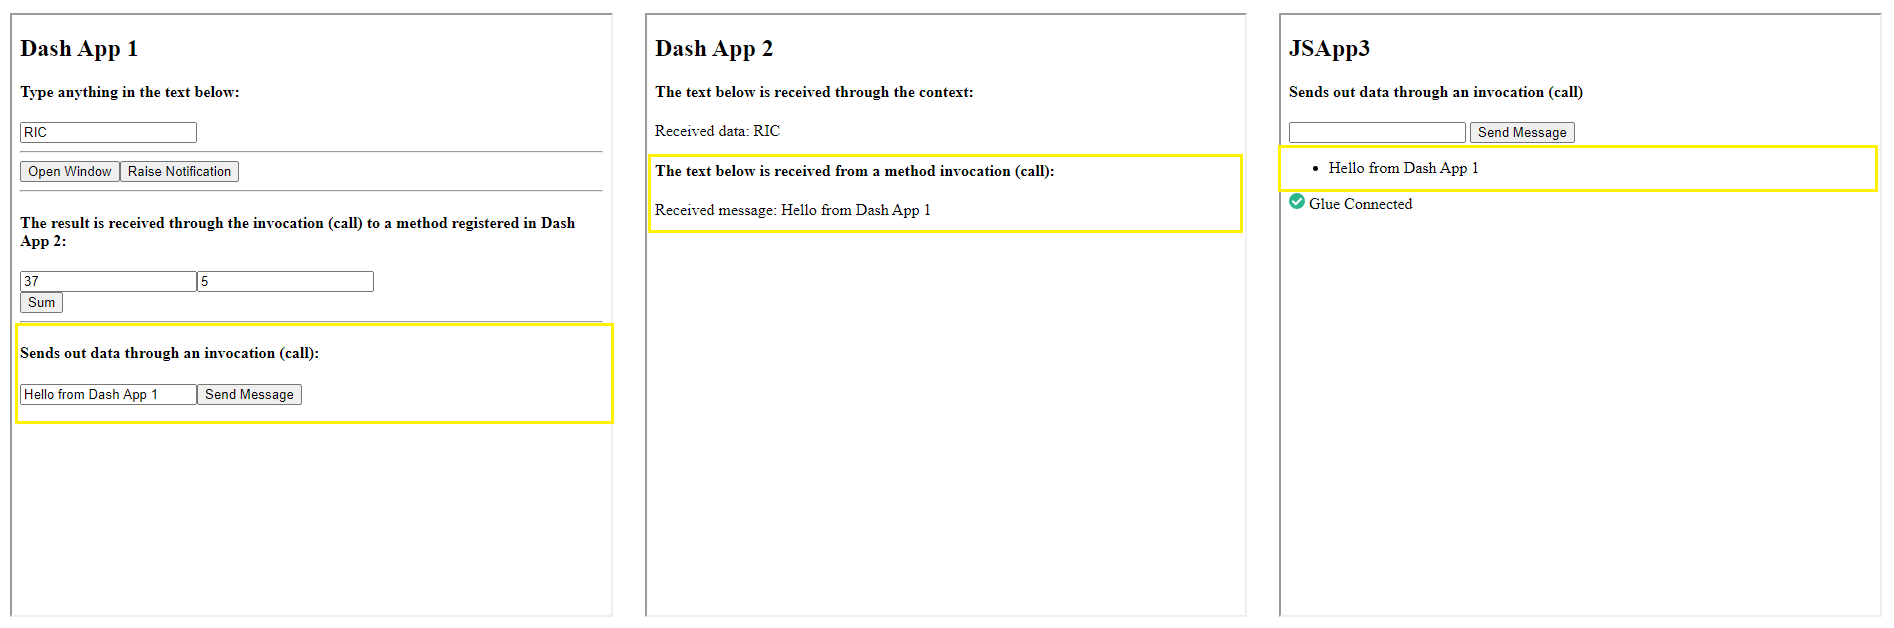 Dash App 1
Type anything in the text below:
RIC
Open Window Raise Notification
The result is received through the invocation (call) to a method registered in Dash
App 2:
37 5
Sum
Sends out data through an invocation (call):
Hello from Dash App 1 Send Message
Dash App 2
The text below is received through the context:
Received data: RIC
The text below is received from a method invocation (call):
Received message: Hello from Dash App 1
JSApp3
Sends out data through an invocation (call)
Send Message
• Hello from Dash App 1
Glue Connected